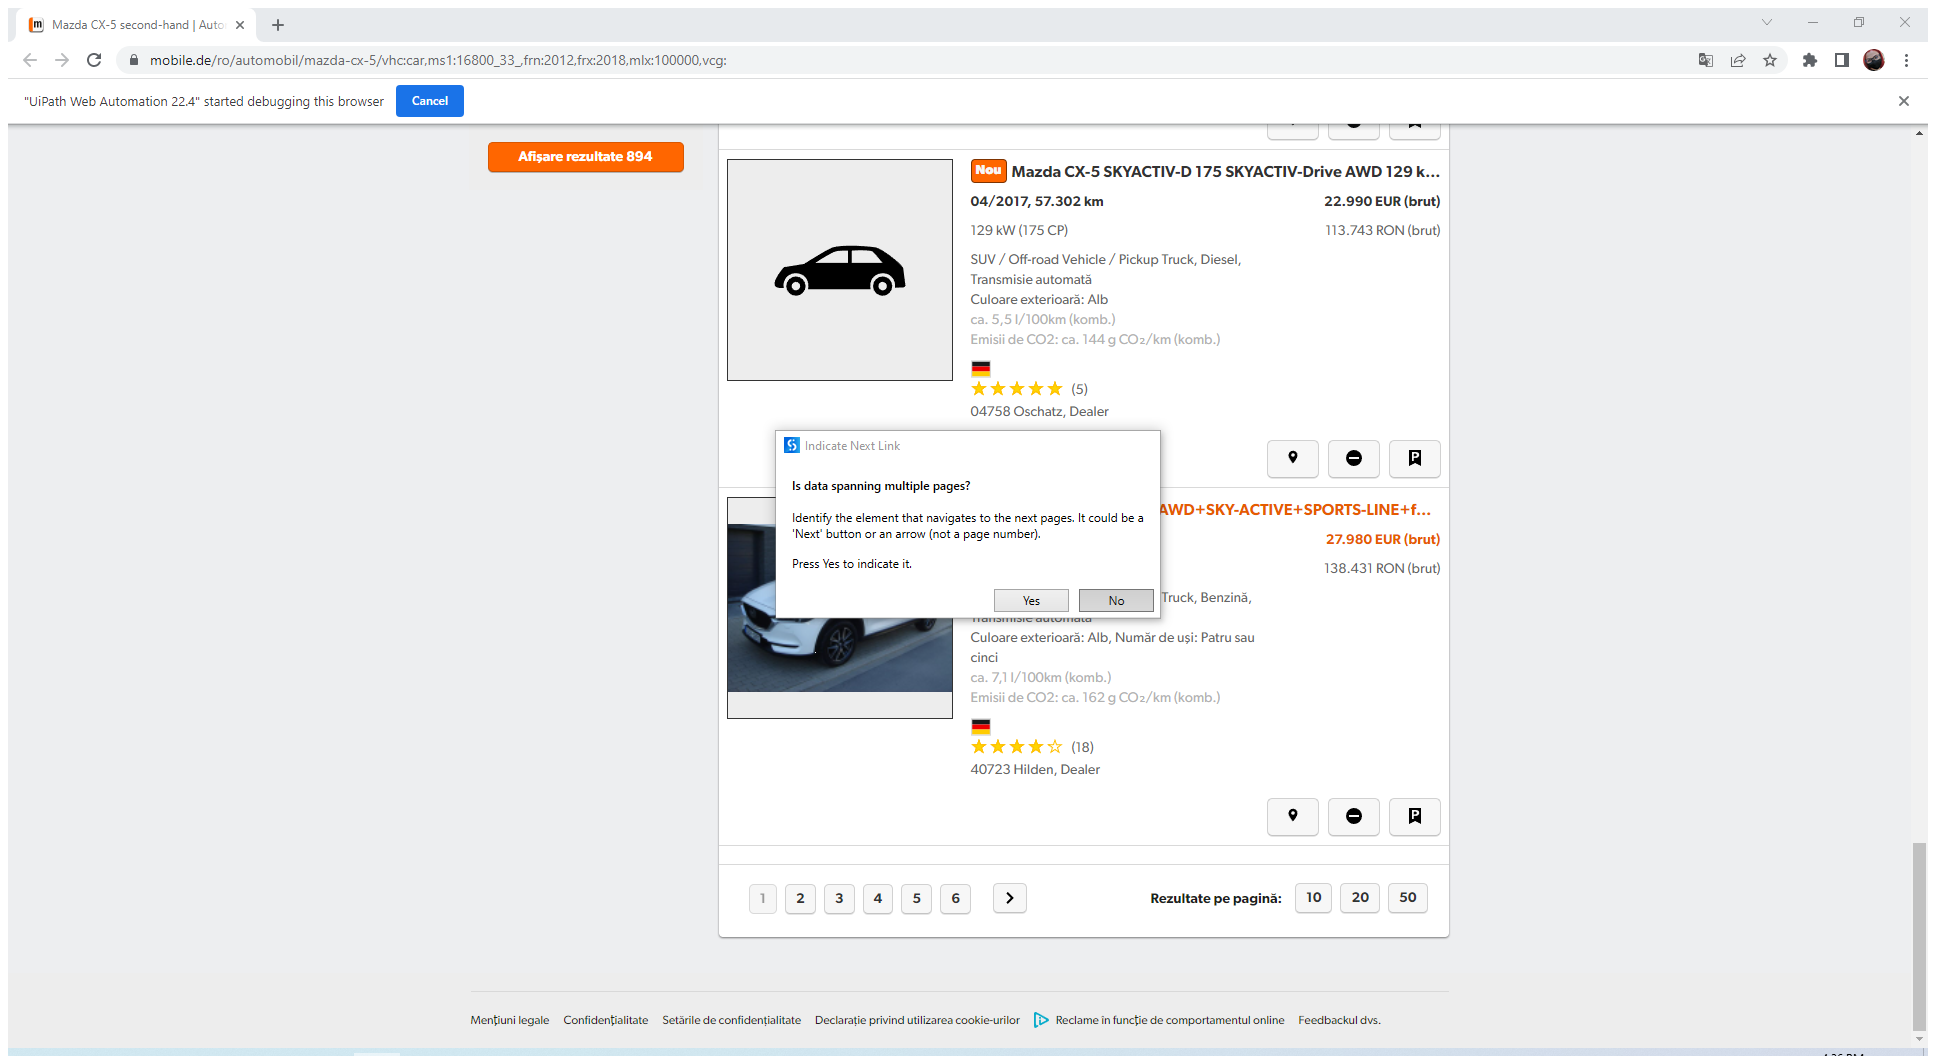 Mazda CX-5 second-hand | Auto
mobile.de/ro/automobil/mazda-cx-5/vhc:car,ms1:16800_33_,frn:2012,frx:2018,mlx:100000,vcg:
"UiPath Web Automation 22.4" started debugging this browser
Cancel
Afișare rezultate 894
Nou Mazda CX-5 SKYACTIV-D 175 SKYACTIV-Drive AWD 129 k...
04/2017, 57.302 km
22.990 EUR (brut)
129 kW (175 CP)
113.743 RON (brut)
SUV / Off-road Vehicle / Pickup Truck, Diesel,
Transmisie automată
Culoare exterioară: Alb
ca. 5,5 l/100km (komb.)
Emisii de CO2: ca. 144 g CO₂/km (komb.)
(5)
04758 Oschatz, Dealer
Indicate Next Link
Is data spanning multiple pages?
Identify the element that navigates to the next pages. It could be a
'Next' button or an arrow (not a page number).
Press Yes to indicate it.
Yes
No
AWD+SKY-ACTIVE+SPORTS-LINE+f...
27.980 EUR (brut)
138.431 RON (brut)
Truck, Benzină,
Transmisie automată
Culoare exterioară: Alb, Număr de uși: Patru sau
cinci
ca. 7,1 l/100km (komb.)
Emisii de CO2: ca. 162 g CO₂/km (komb.)
(18)
40723 Hilden, Dealer
1 2 3 4 5 6
Rezultate pe pagină: 10 20 50
Mențiuni legale Confidențialitate Setările de confidențialitate Declarație privind utilizarea cookie-urilor Reclame în funcție de comportamentul online Feedbackul dvs.